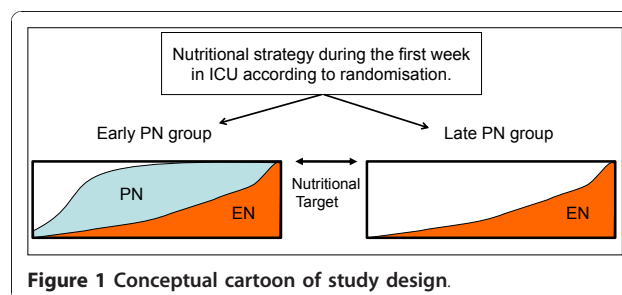 Nutritional strategy during the first week
in ICU according to randomisation.
Early PN group
Late PN group
PN
EN
Nutritional
Target
EN
Figure 1 Conceptual cartoon of study design.